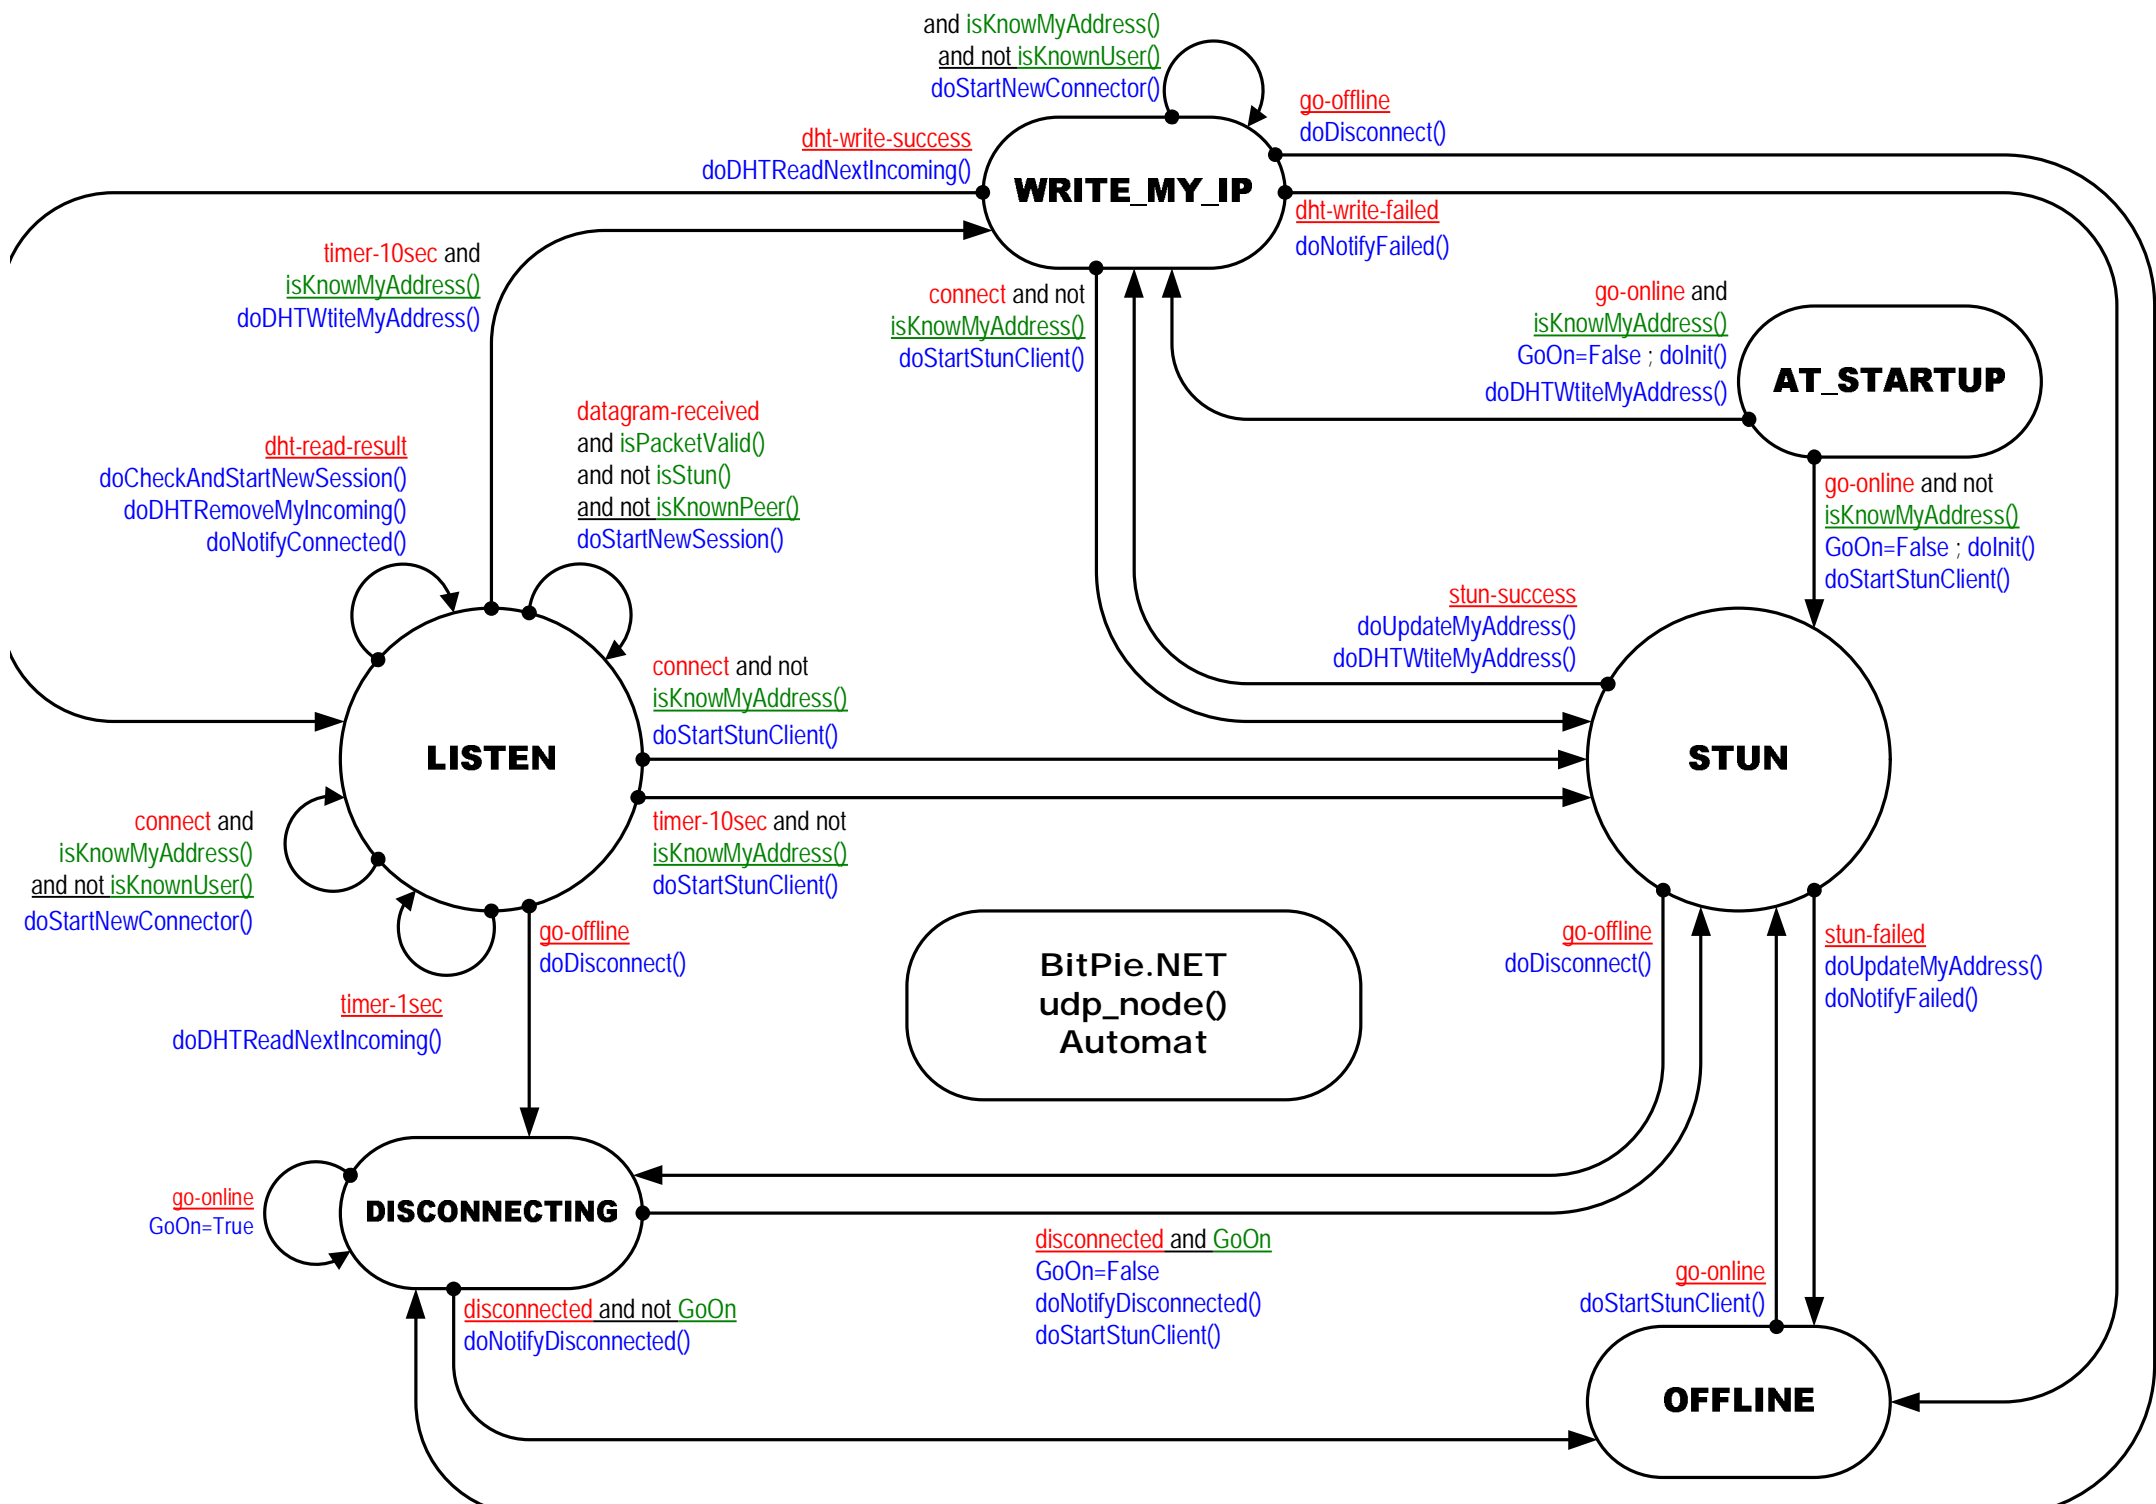 and isKnowMyAddress()
and not isKnownUser()
doStartNewConnector()
go-offline
doDisconnect()
dht-write-success
doDHTReadNextIncoming()
WRITE_MY_IP
dht-write-failed
doNotifyFailed()
timer-10sec and
isKnowMyAddress()
doDHTWtiteMyAddress()
connect and not
isKnowMyAddress()
doStartStunClient()
go-online and
isKnowMyAddress()
GoOn=False ; doInit()
doDHTWtiteMyAddress()
AT_STARTUP
dht-read-result
doCheckAndStartNewSession()
doDHTRemoveMyIncoming()
doNotifyConnected()
datagram-received
and isPacketValid()
and not isStun()
and not isKnownPeer()
doStartNewSession()
go-online and not
isKnowMyAddress()
GoOn=False ; doInit()
doStartStunClient()
stun-success
doUpdateMyAddress()
doDHTWtiteMyAddress()
connect and not
isKnowMyAddress()
doStartStunClient()
LISTEN
STUN
connect and
isKnowMyAddress()
and not isKnownUser()
doStartNewConnector()
timer-10sec and not
isKnowMyAddress()
doStartStunClient()
go-offline
doDisconnect()
BitPie.NET
udp_node()
Automat
go-offline
doDisconnect()
stun-failed
doUpdateMyAddress()
doNotifyFailed()
timer-1sec
doDHTReadNextIncoming()
go-online
GoOn=True
DISCONNECTING
disconnected and GoOn
GoOn=False
doNotifyDisconnected()
doStartStunClient()
go-online
doStartStunClient()
disconnected and not GoOn
doNotifyDisconnected()
OFFLINE